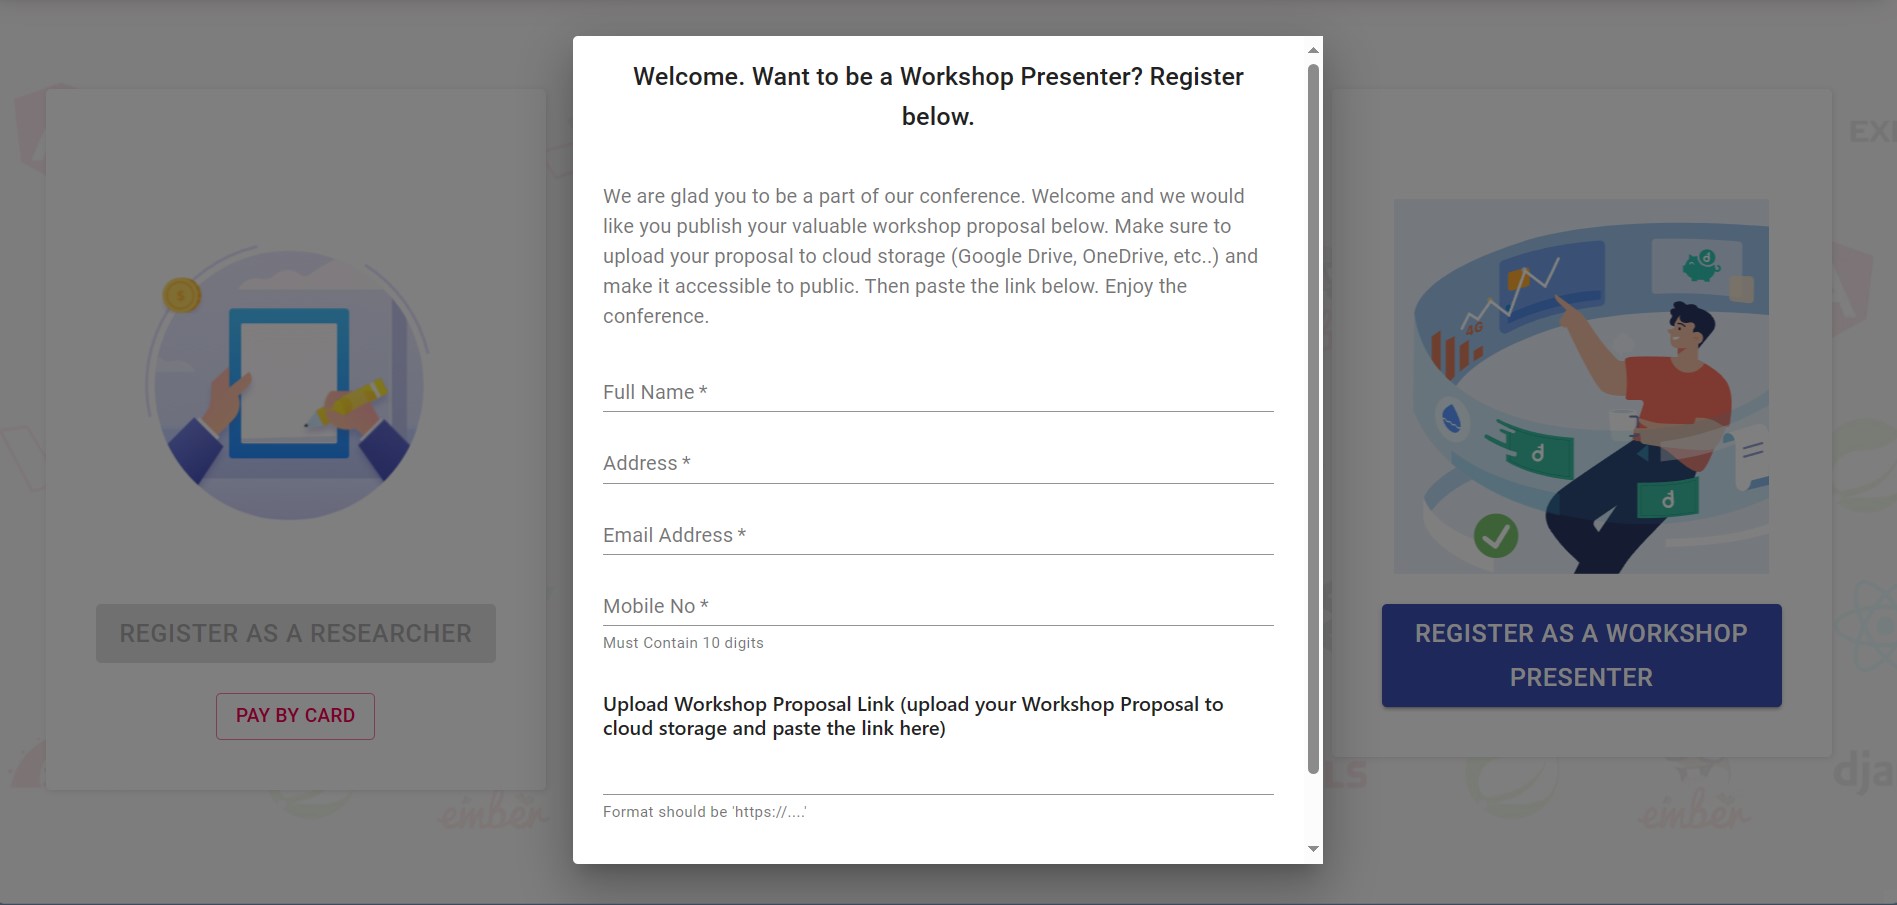 Welcome. Want to be a Workshop Presenter? Register
below.
We are glad you to be a part of our conference. Welcome and we would
like you publish your valuable workshop proposal below. Make sure to
upload your proposal to cloud storage (Google Drive, OneDrive, etc..) and
make it accessible to public. Then paste the link below. Enjoy the
conference.
Full Name *
Address *
Email Address *
Mobile No *
Must Contain 10 digits
Upload Workshop Proposal Link (upload your Workshop Proposal to
cloud storage and paste the link here)
Format should be 'https://....'
REGISTER AS A RESEARCHER
PAY BY CARD
4G
REGISTER AS A WORKSHOP
PRESENTER
ember
ember